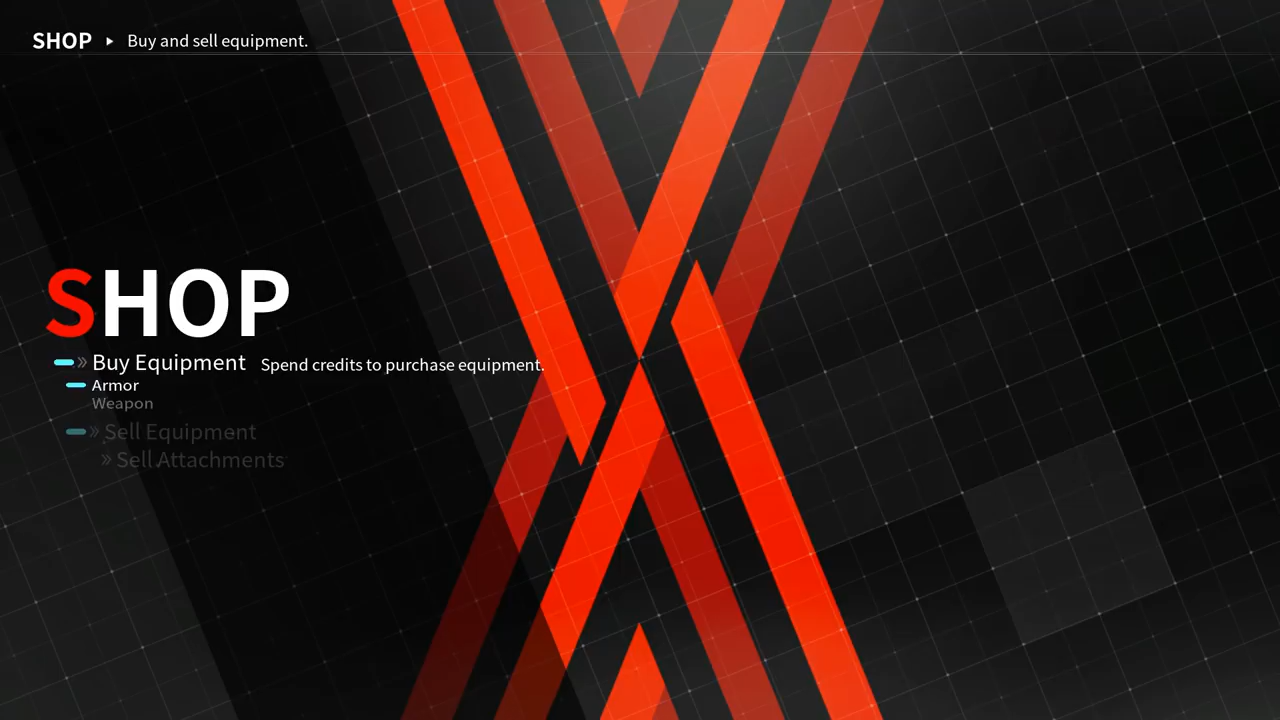 SHOP ▸ Buy and sell equipment.
SHOP
» Buy Equipment Spend credits to purchase equipment.
Armor
Weapon
» Sell Equipment
» Sell Attachments